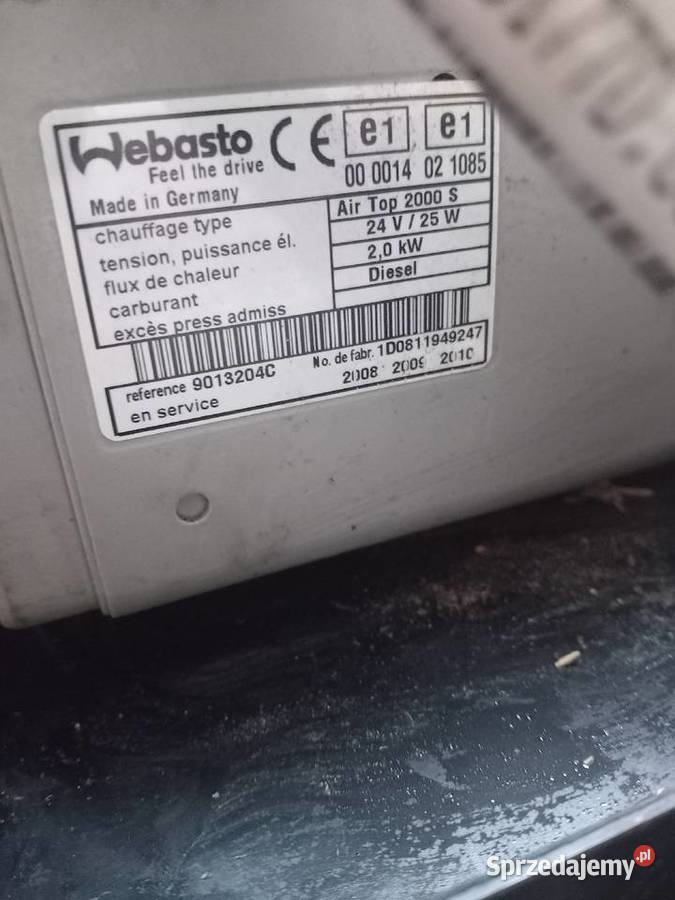 Webasto
Feel the drive
CE e1 e1
00 0014 02 1085
Made in Germany
chauffage type Air Top 2000 S
tension, puissance él. 24 V / 25 W
flux de chaleur 2,0 kW
carburant Diesel
excès press admiss
reference 9013204C No. de fabr. 1D0811949247
en service 2008 2009 2010
Sprzedajemy.pl